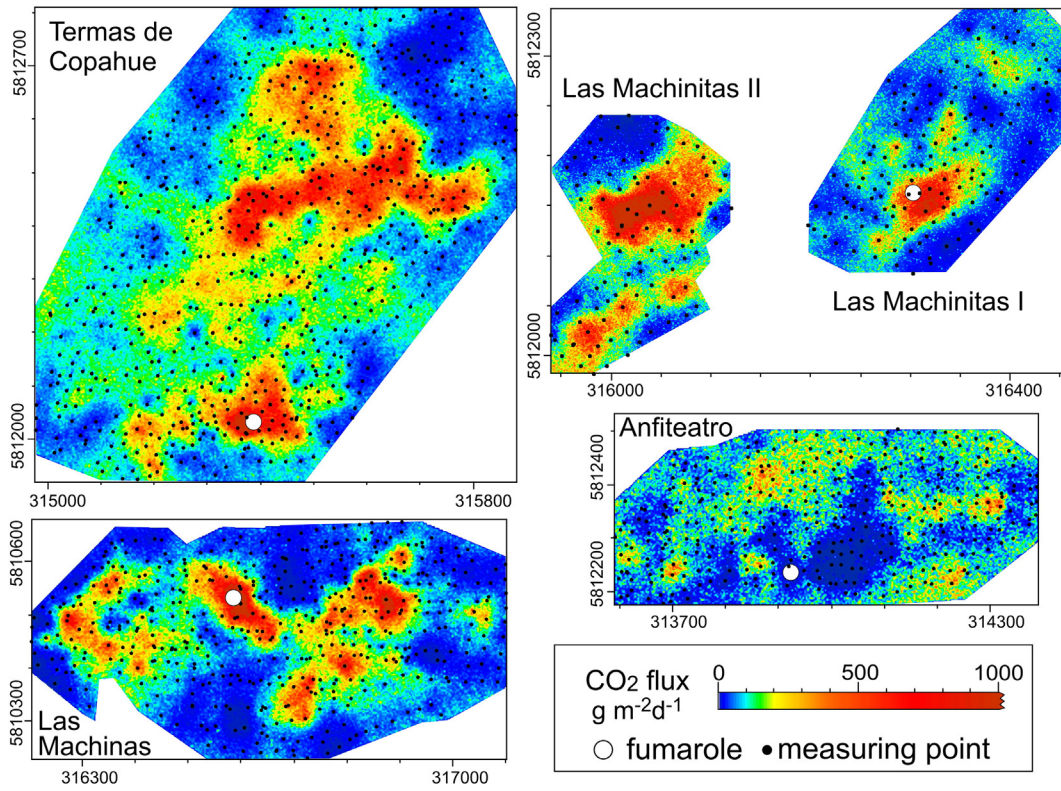 Termas de
Copahue
5812700
5812000
315000
315800
Las Machinitas II
Las Machinitas I
5812300
5812000
316000
316400
Anfiteatro
5812400
5812200
313700
314300
Las
Machinas
5810600
5810300
316300
317000
CO2 flux
g m-2d-1
0
500
1000
fumarole
measuring point